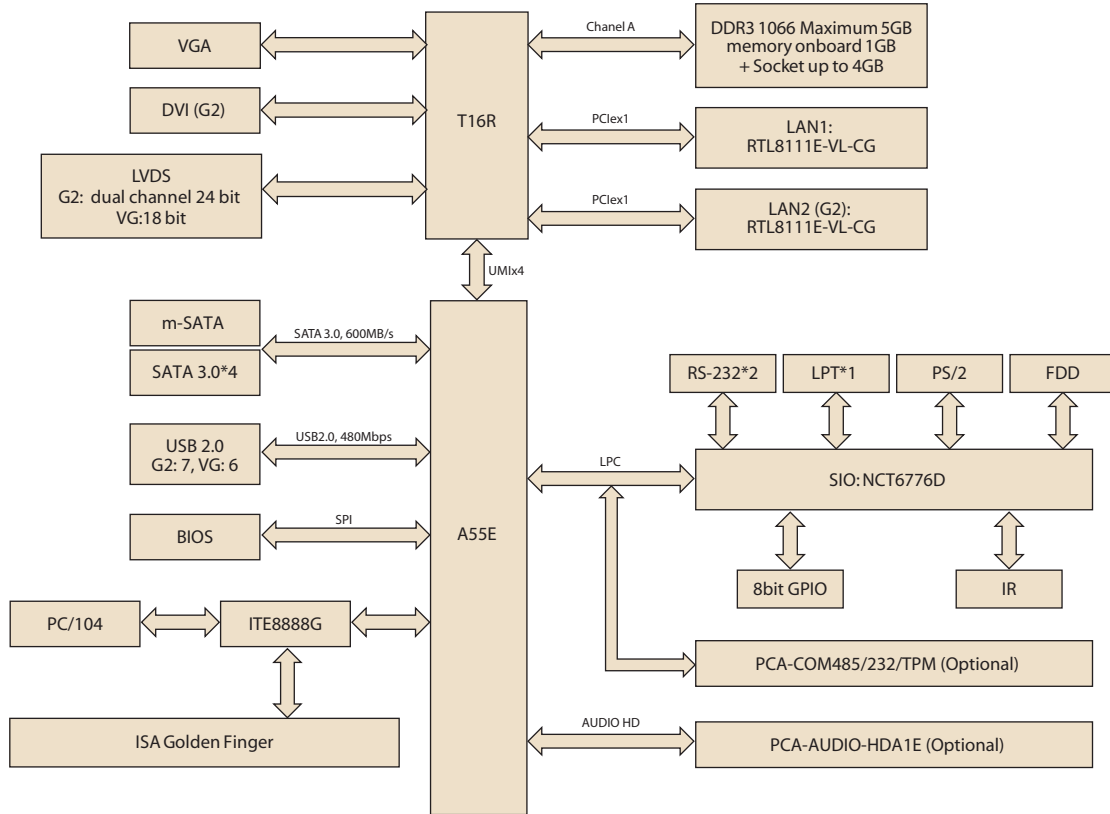 VGA
DVI (G2)
LVDS
G2: dual channel 24 bit
VG:18 bit
T16R
Chanel A
DDR3 1066 Maximum 5GB
memory onboard 1GB
+ Socket up to 4GB
PCIex1
LAN1:
RTL8111E-VL-CG
PCIex1
LAN2 (G2):
RTL8111E-VL-CG
UMIx4
m-SATA
SATA 3.0*4
SATA 3.0, 600MB/s
USB 2.0
G2: 7, VG: 6
USB2.0, 480Mbps
BIOS
SPI
A55E
PC/104
ITE8888G
ISA Golden Finger
RS-232*2
LPT*1
PS/2
FDD
LPC
SIO: NCT6776D
8bit GPIO
IR
PCA-COM485/232/TPM (Optional)
AUDIO HD
PCA-AUDIO-HDA1E (Optional)